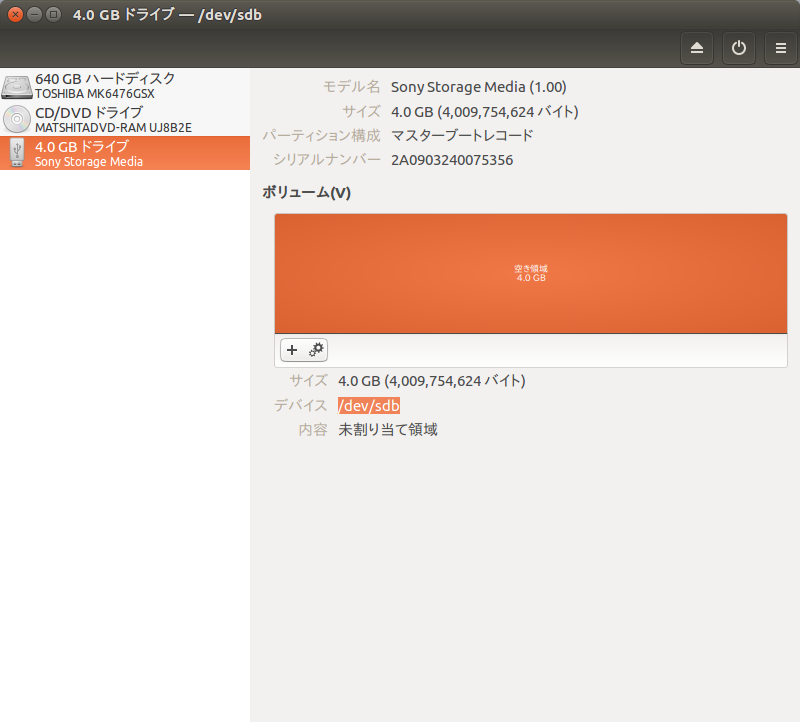 4.0 GB ドライブ — /dev/sdb
640 GB ハードディスク
TOSHIBA MK6476GSX
CD/DVD ドライブ
MATSHITADVD-RAM UJ8B2E
4.0 GB ドライブ
Sony Storage Media
モデル名 Sony Storage Media (1.00)
サイズ 4.0 GB (4,009,754,624 バイト)
パーティション構成 マスターブートレコード
シリアルナンバー 2A0903240075356
ボリューム(V)
空き領域
4.0 GB
サイズ 4.0 GB (4,009,754,624 バイト)
デバイス /dev/sdb
内容 未割り当て領域